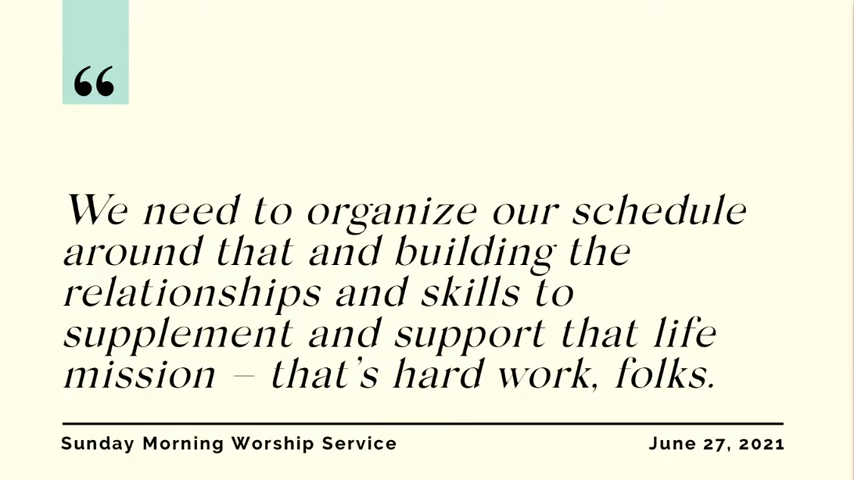 “
We need to organize our schedule
around that and building the
relationships and skills to
supplement and support that life
mission – that's hard work, folks.
Sunday Morning Worship Service
June 27, 2021